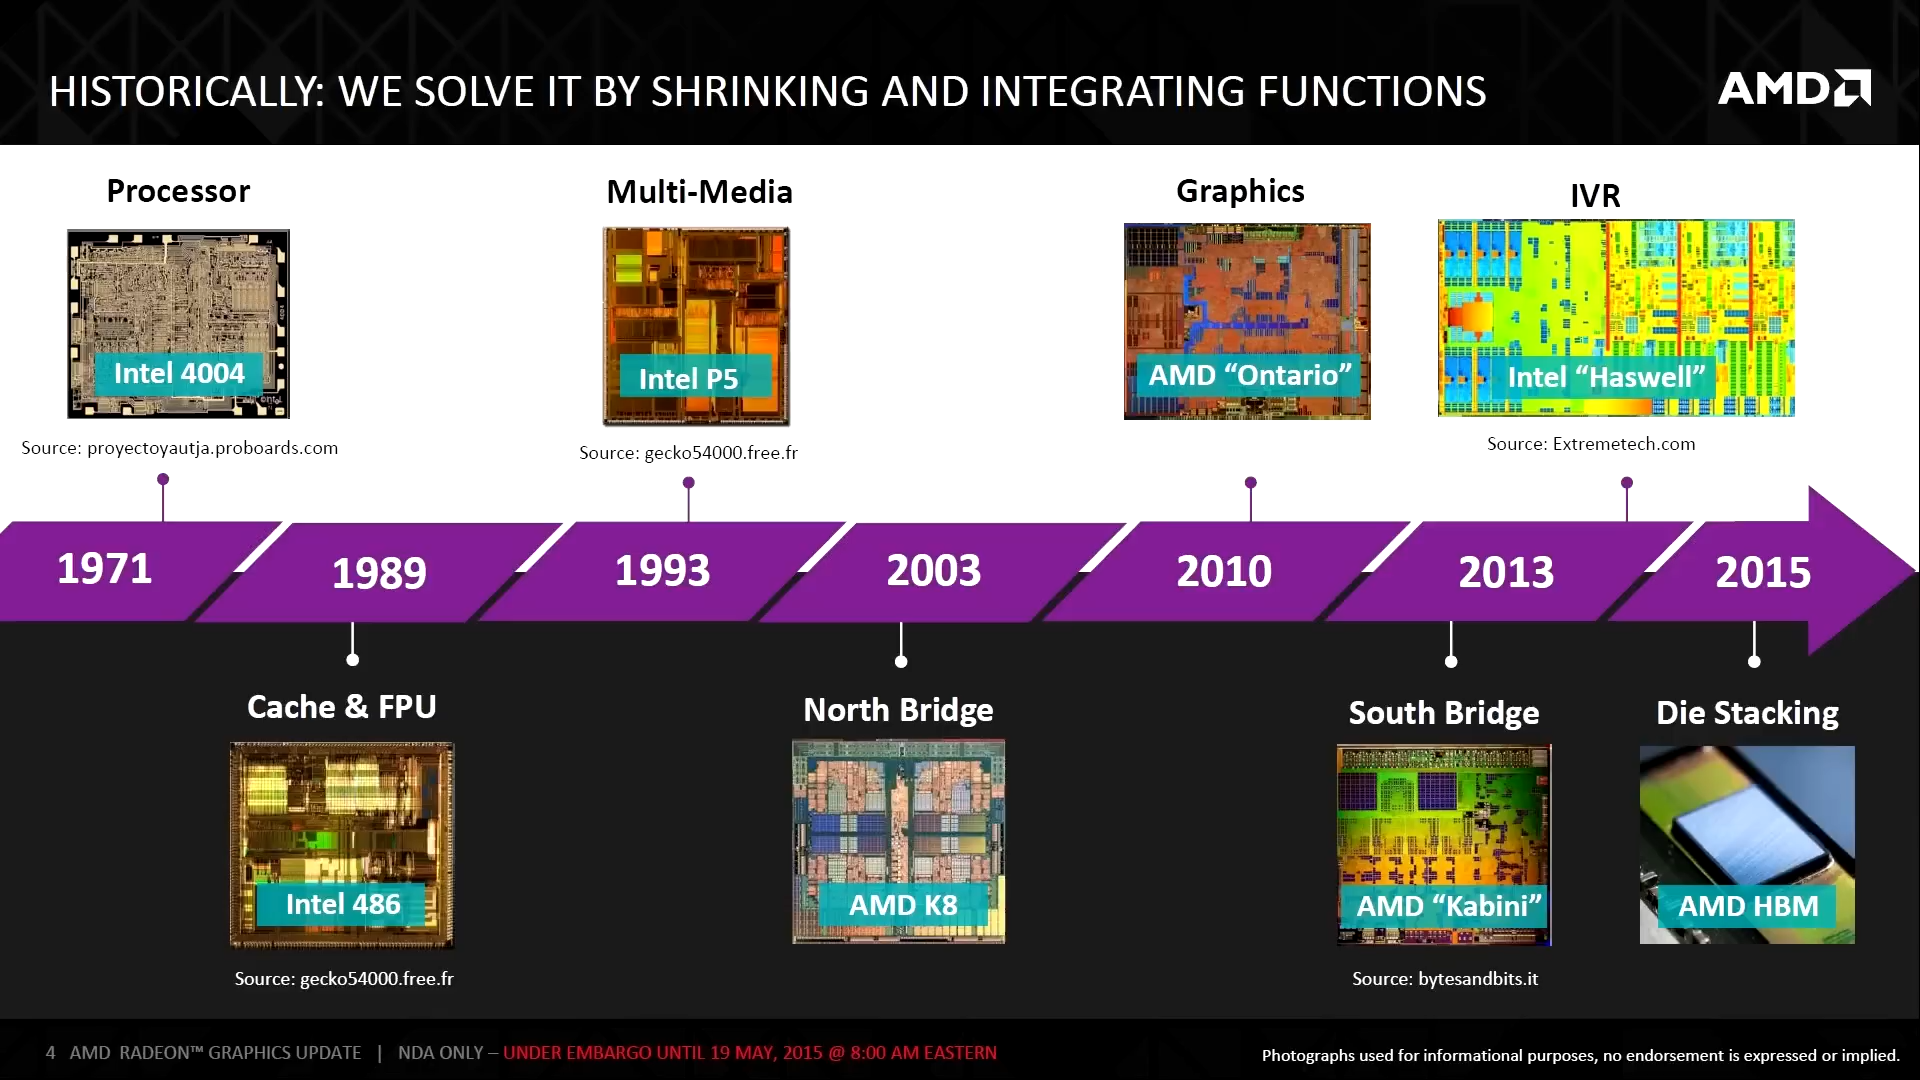 HISTORICALLY: WE SOLVE IT BY SHRINKING AND INTEGRATING FUNCTIONS
AMD
Processor
Multi-Media
Graphics
IVR
Intel 4004
Intel P5
AMD “Ontario”
Intel “Haswell”
Source: proyectoyautja.proboards.com
Source: gecko54000.free.fr
Source: Extremetech.com
1971
1989
1993
2003
2010
2013
2015
Cache & FPU
North Bridge
South Bridge
Die Stacking
Intel 486
AMD K8
AMD “Kabini”
AMD HBM
Source: gecko54000.free.fr
Source: bytesandbits.it
4 AMD RADEON™ GRAPHICS UPDATE | NDA ONLY – UNDER EMBARGO UNTIL 19 MAY, 2015 @ 8:00 AM EASTERN
Photographs used for informational purposes, no endorsement is expressed or implied.